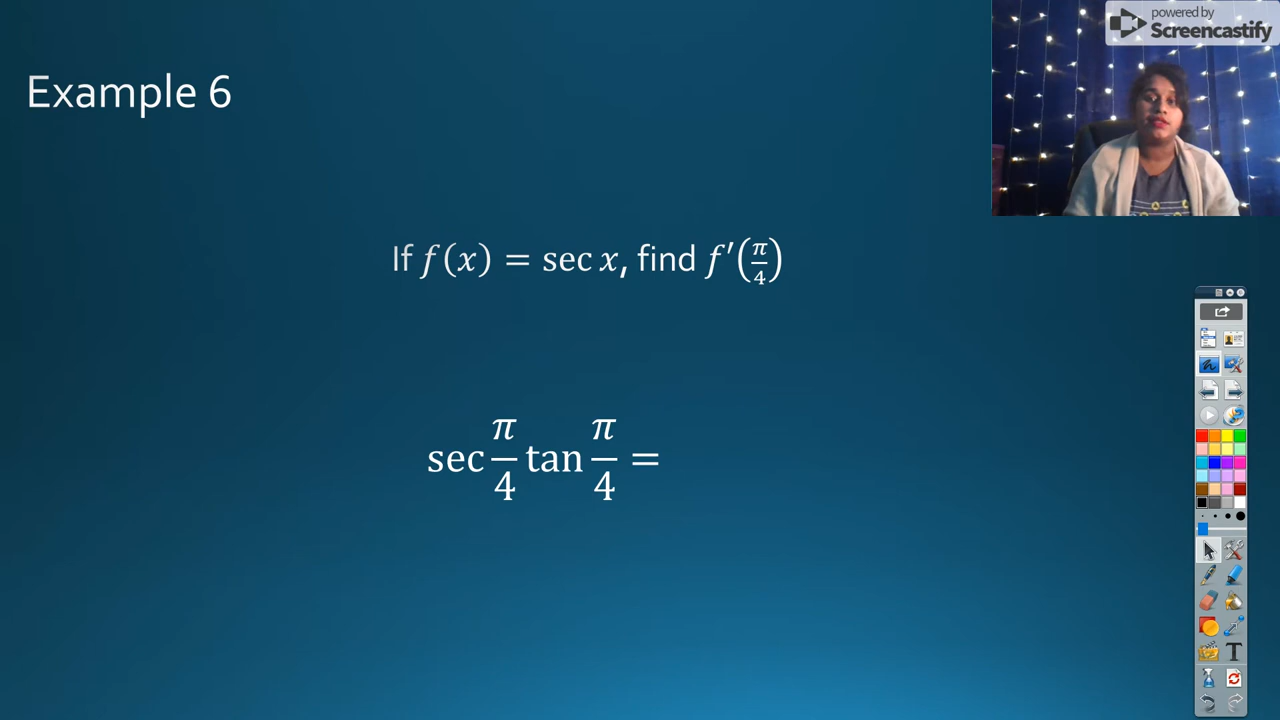 powered by
Screencastify
Example 6
If f(x) = sec x, find f′(π/4)
sec π/4 tan π/4 =